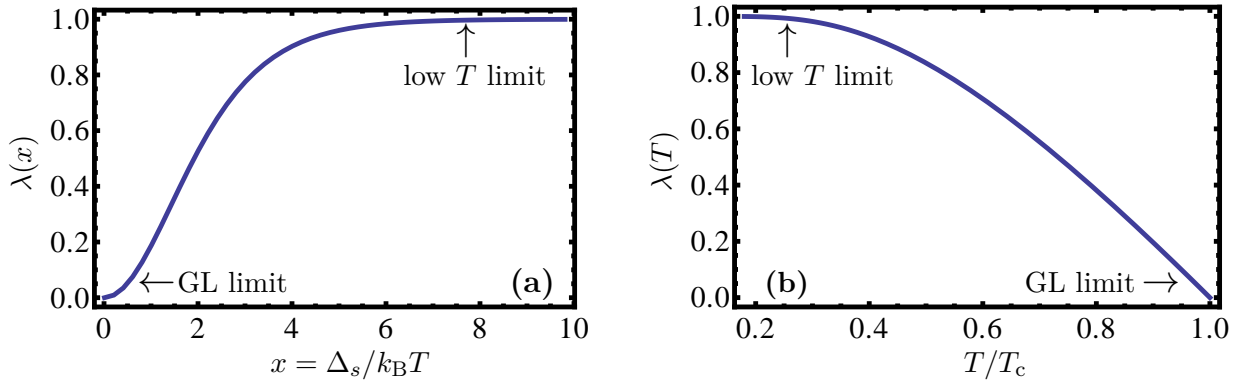 1.0
0.8
0.6
0.4
0.2
0.0
λ(x)
low T limit
GL limit
(a)
0 2 4 6 8 10
x = Δₛ/k_BT
1.0
0.8
0.6
0.4
0.2
0.0
λ(T)
low T limit
(b)
GL limit
0.2 0.4 0.6 0.8 1.0
T/T_c